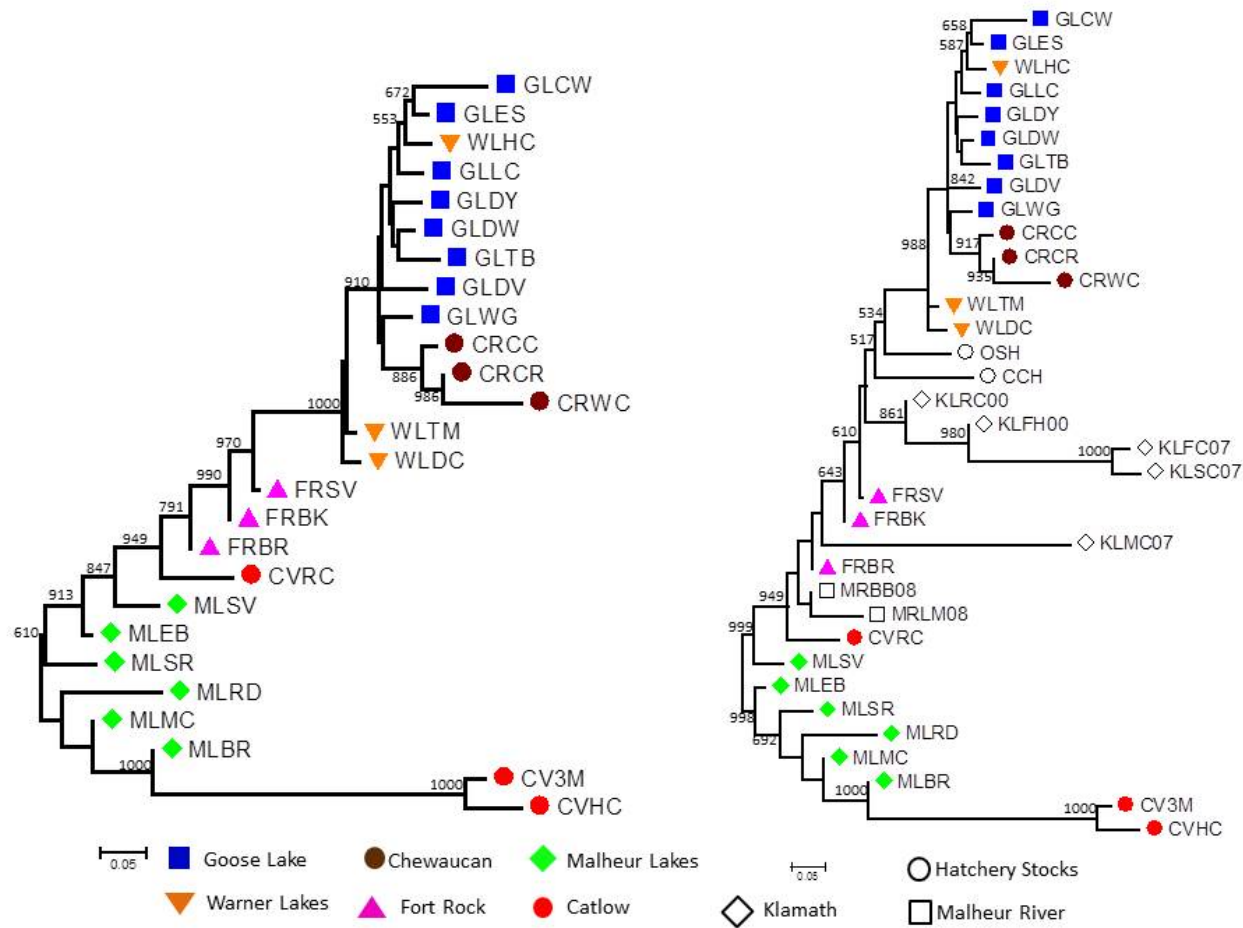 GLCW
672
GLES
553
WLHC
GLLC
GLDY
GLDW
GLTB
910
GLDV
GLWG
CRCC
886
CRCR
986
CRWC
1000
WLTM
WLDC
970
FRSV
990
FRBK
791
FRBR
949
CVRC
847
MLSV
913
MLEB
610
MLSR
MLRD
MLMC
MLBR
1000
1000
CV3M
CVHC
658
GLCW
587
GLES
WLHC
GLLC
GLDY
GLDW
GLTB
842
GLDV
GLWG
988
917
CRCC
CRCR
935
CRWC
WLTM
534
WLDC
517
OSH
CCH
KLRC00
861
KLFH00
610
980
1000
KLFC07
643
KLSC07
FRSV
FRBK
KLMC07
FRBR
MRBB08
949
MRLM08
999
CVRC
MLSV
MLEB
998
MLSR
692
MLRD
MLMC
MLBR
1000
1000
CV3M
CVHC
0.05
Goose Lake
Chewaucan
Malheur Lakes
0.05
Hatchery Stocks
Warner Lakes
Fort Rock
Catlow
Klamath
Malheur River